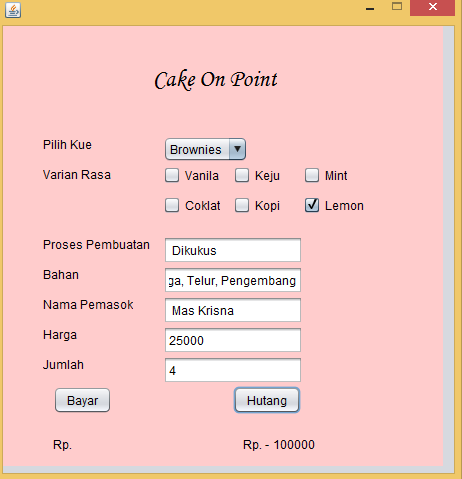 Cake On Point
Pilih Kue Brownies
Varian Rasa Vanila Keju Mint
Coklat Kopi Lemon
Proses Pembuatan Dikukus
Bahan ga, Telur, Pengembang
Nama Pemasok Mas Krisna
Harga 25000
Jumlah 4
Bayar Hutang
Rp. Rp. - 100000